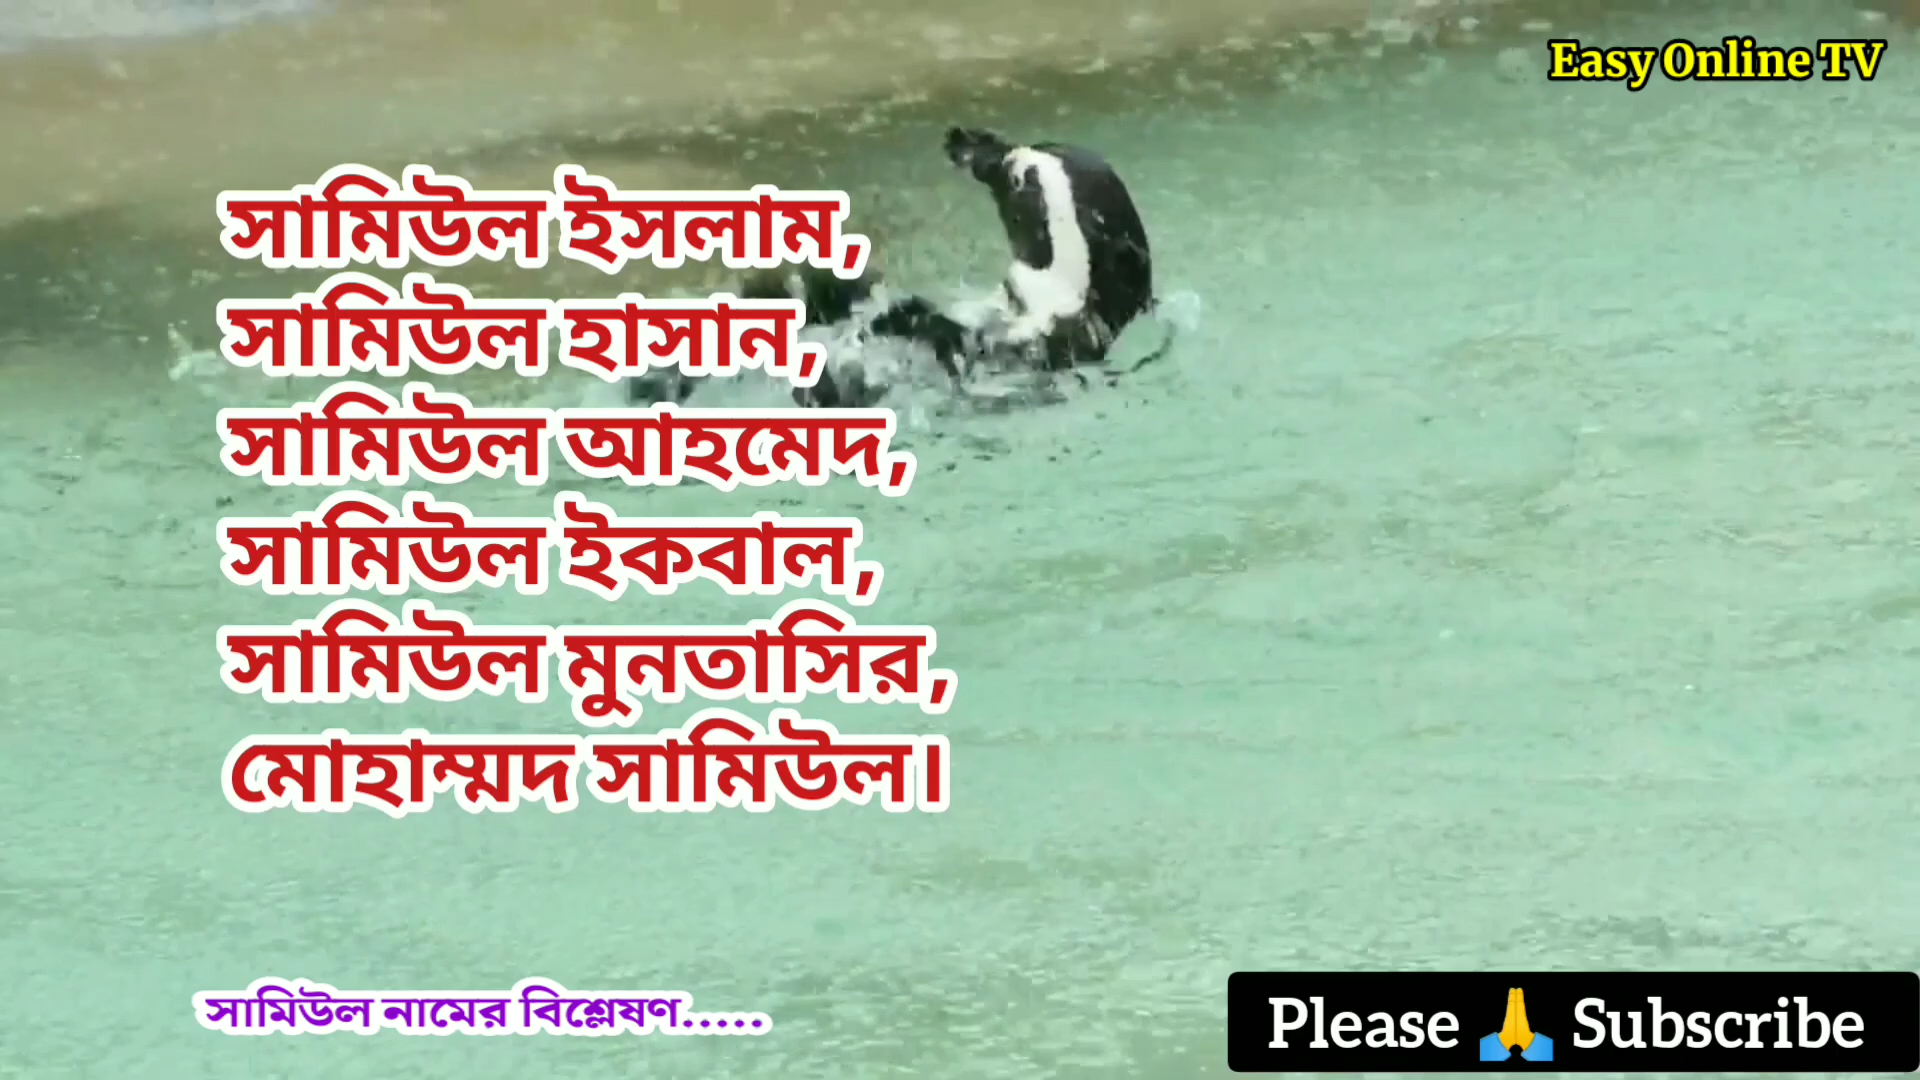 Easy Online TV
সামিউল ইসলাম,
সামিউল হাসান,
সামিউল আহমেদ,
সামিউল ইকবাল,
সামিউল মুনতাসির,
মোহাম্মদ সামিউল।
সামিউল নামের বিশ্লেষণ.....
Please 🙏 Subscribe